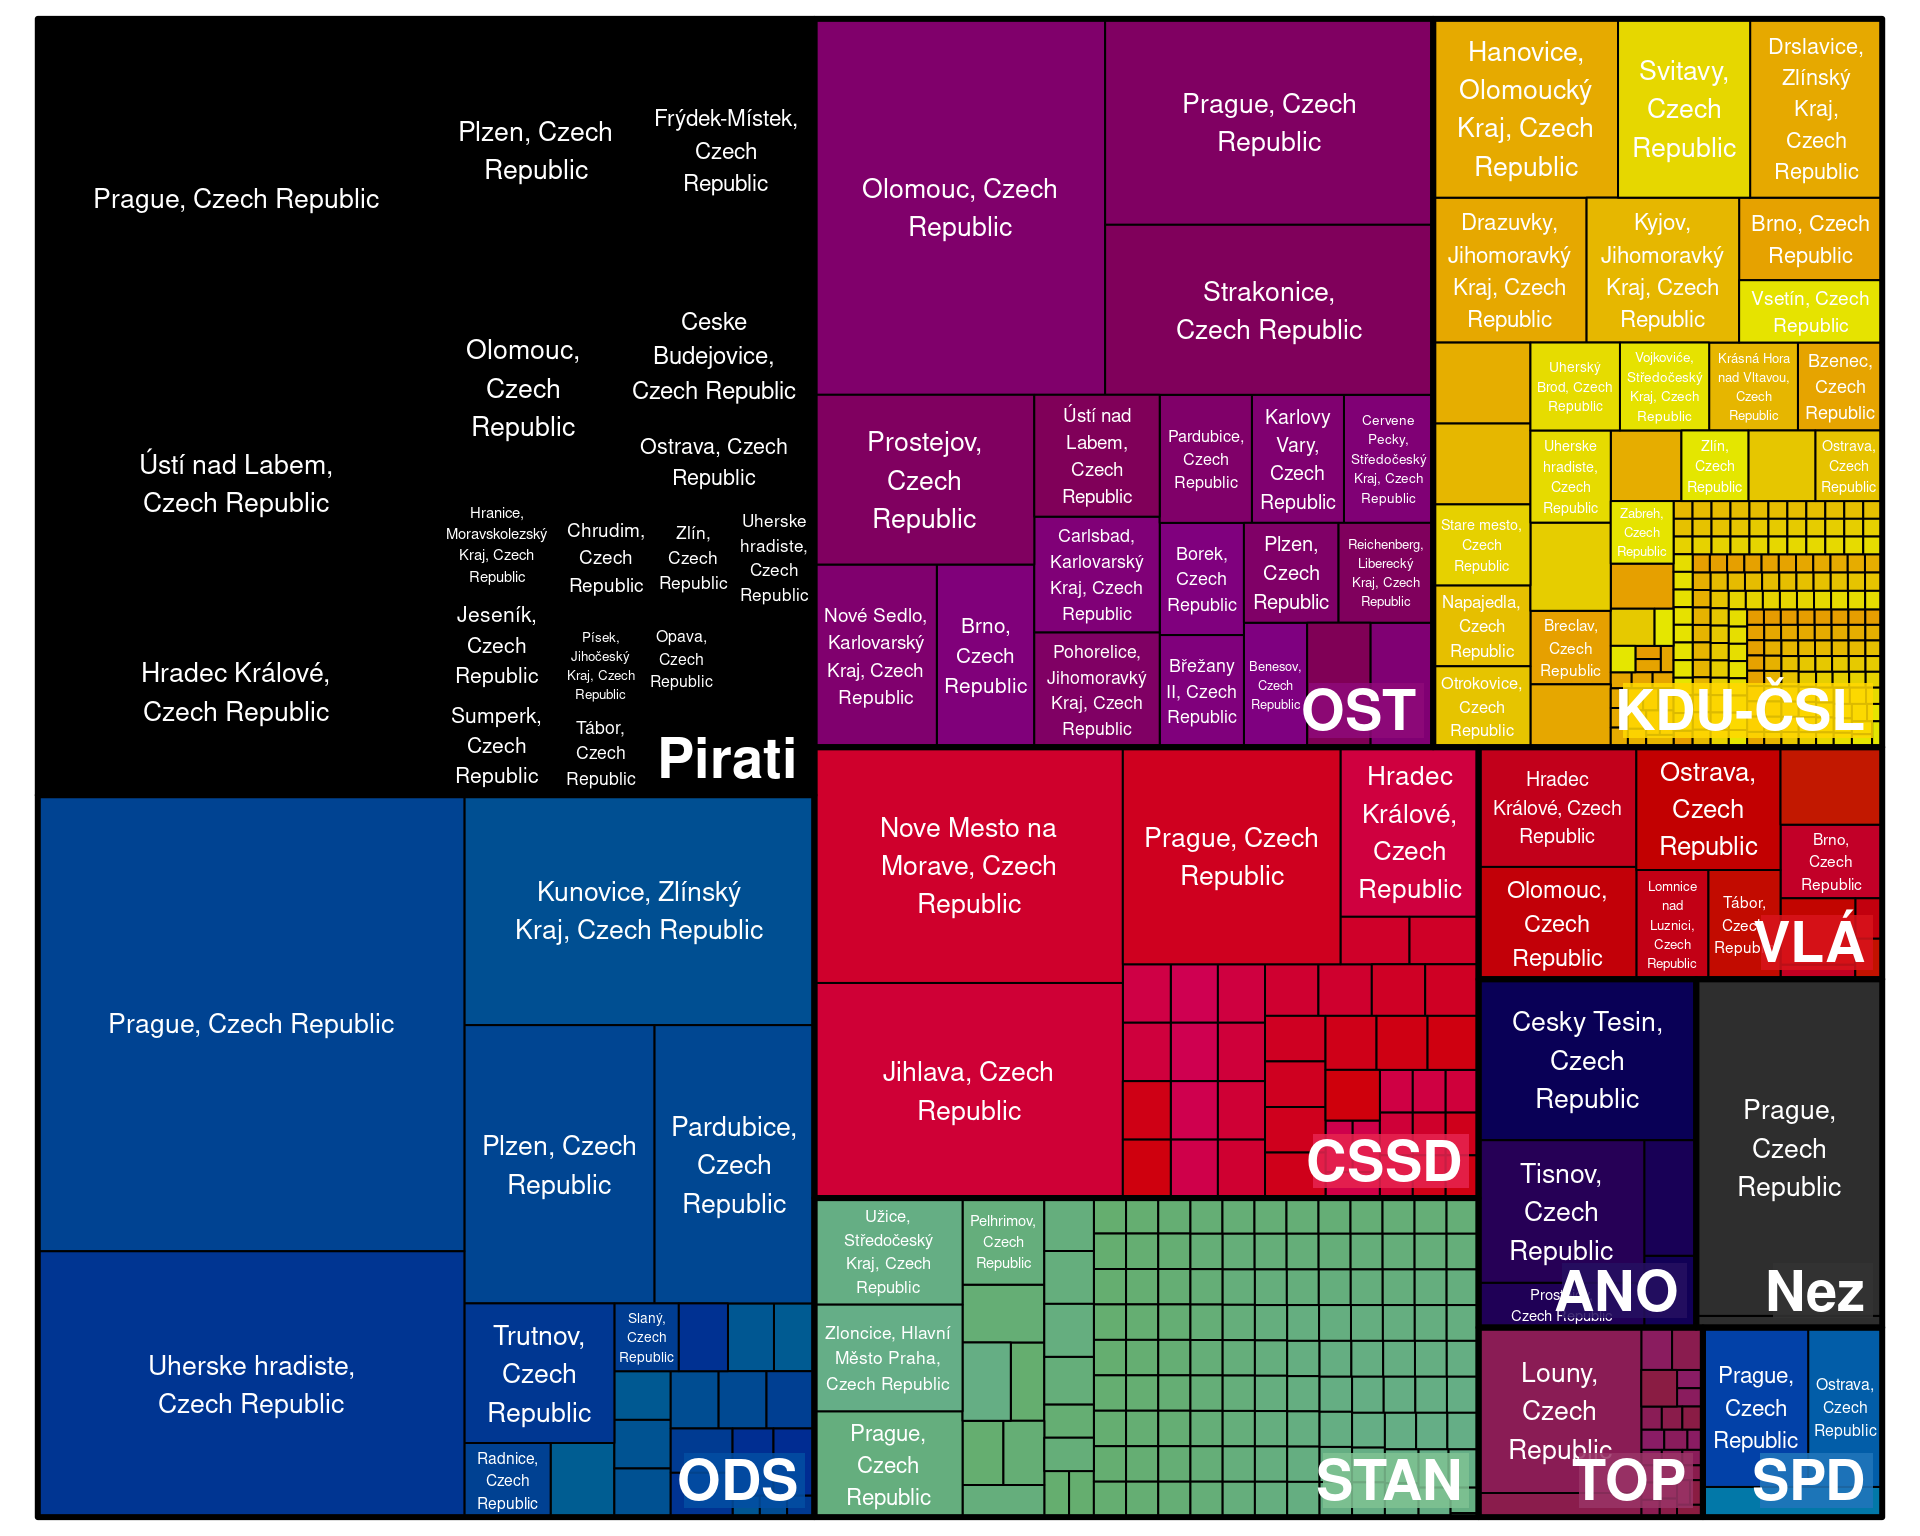 Prague, Czech Republic
Plzen, Czech
Republic
Frýdek-Místek,
Czech
Republic
Ústí nad Labem,
Czech Republic
Olomouc,
Czech
Republic
Ceske
Budejovice,
Czech Republic
Ostrava, Czech
Republic
Hradec Králové,
Czech Republic
Hranice,
Moravskolezský
Kraj, Czech
Republic
Chrudim,
Czech
Republic
Zlín,
Czech
Republic
Uherske
hradiste,
Czech
Republic
Jeseník,
Czech
Republic
Písek,
Jihočeský
Kraj, Czech
Republic
Opava,
Czech
Republic
Sumperk,
Czech
Republic
Tábor,
Czech
Republic
Pirati
Prague, Czech Republic
Kunovice, Zlínský
Kraj, Czech Republic
Plzen, Czech
Republic
Pardubice,
Czech
Republic
Uherske hradiste,
Czech Republic
Trutnov,
Czech
Republic
Slaný,
Czech
Republic
Radnice,
Czech
Republic
ODS
Olomouc, Czech
Republic
Prague, Czech
Republic
Strakonice,
Czech Republic
Prostejov,
Czech
Republic
Ústí nad
Labem,
Czech
Republic
Pardubice,
Czech
Republic
Karlovy
Vary,
Czech
Republic
Cervene
Pecky,
Středočeský
Kraj, Czech
Republic
Carlsbad,
Karlovarský
Kraj, Czech
Republic
Borek,
Czech
Republic
Plzen,
Czech
Republic
Reichenberg,
Liberecký
Kraj, Czech
Republic
Nové Sedlo,
Karlovarský
Kraj, Czech
Republic
Brno,
Czech
Republic
Pohorelice,
Jihomoravký
Kraj, Czech
Republic
Břežany
II, Czech
Republic
Benesov,
Czech
Republic
OST
Hanovice,
Olomoucký
Kraj, Czech
Republic
Svitavy,
Czech
Republic
Drslavice,
Zlínský
Kraj,
Czech
Republic
Drazuvky,
Jihomoravký
Kraj, Czech
Republic
Kyjov,
Jihomoravký
Kraj, Czech
Republic
Brno, Czech
Republic
Vsetín, Czech
Republic
Uherský
Brod, Czech
Republic
Vojkoviče,
Středočeský
Kraj, Czech
Republic
Krásná Hora
nad Vltavou,
Czech
Republic
Bzenec,
Czech
Republic
Uherske
hradiste,
Czech
Republic
Zlín,
Czech
Republic
Ostrava,
Czech
Republic
Stare mesto,
Czech
Republic
Zabreh,
Czech
Republic
Napajedla,
Czech
Republic
Breclav,
Czech
Republic
Otrokovice,
Czech
Republic
KDU-ČSL
Nove Mesto na
Morave, Czech
Republic
Prague, Czech
Republic
Hradec
Králové,
Czech
Republic
Jihlava, Czech
Republic
CSSD
Hradec
Králové, Czech
Republic
Ostrava,
Czech
Republic
Brno,
Czech
Republic
Olomouc,
Czech
Republic
Lomnice
nad
Luznici,
Czech
Republic
Tábor,
VLÁ
Cesky Tesin,
Czech
Republic
Tisnov,
Czech
Republic
Czech Republic
ANO
Prague,
Czech
Republic
Nez
Užice,
Středočeský
Kraj, Czech
Republic
Pelhrimov,
Czech
Republic
Zloncice, Hlavní
Město Praha,
Czech Republic
Prague,
Czech
Republic
STAN
Louny,
Czech
Republic
TOP
Prague,
Czech
Republic
Ostrava,
Czech
Republic
SPD